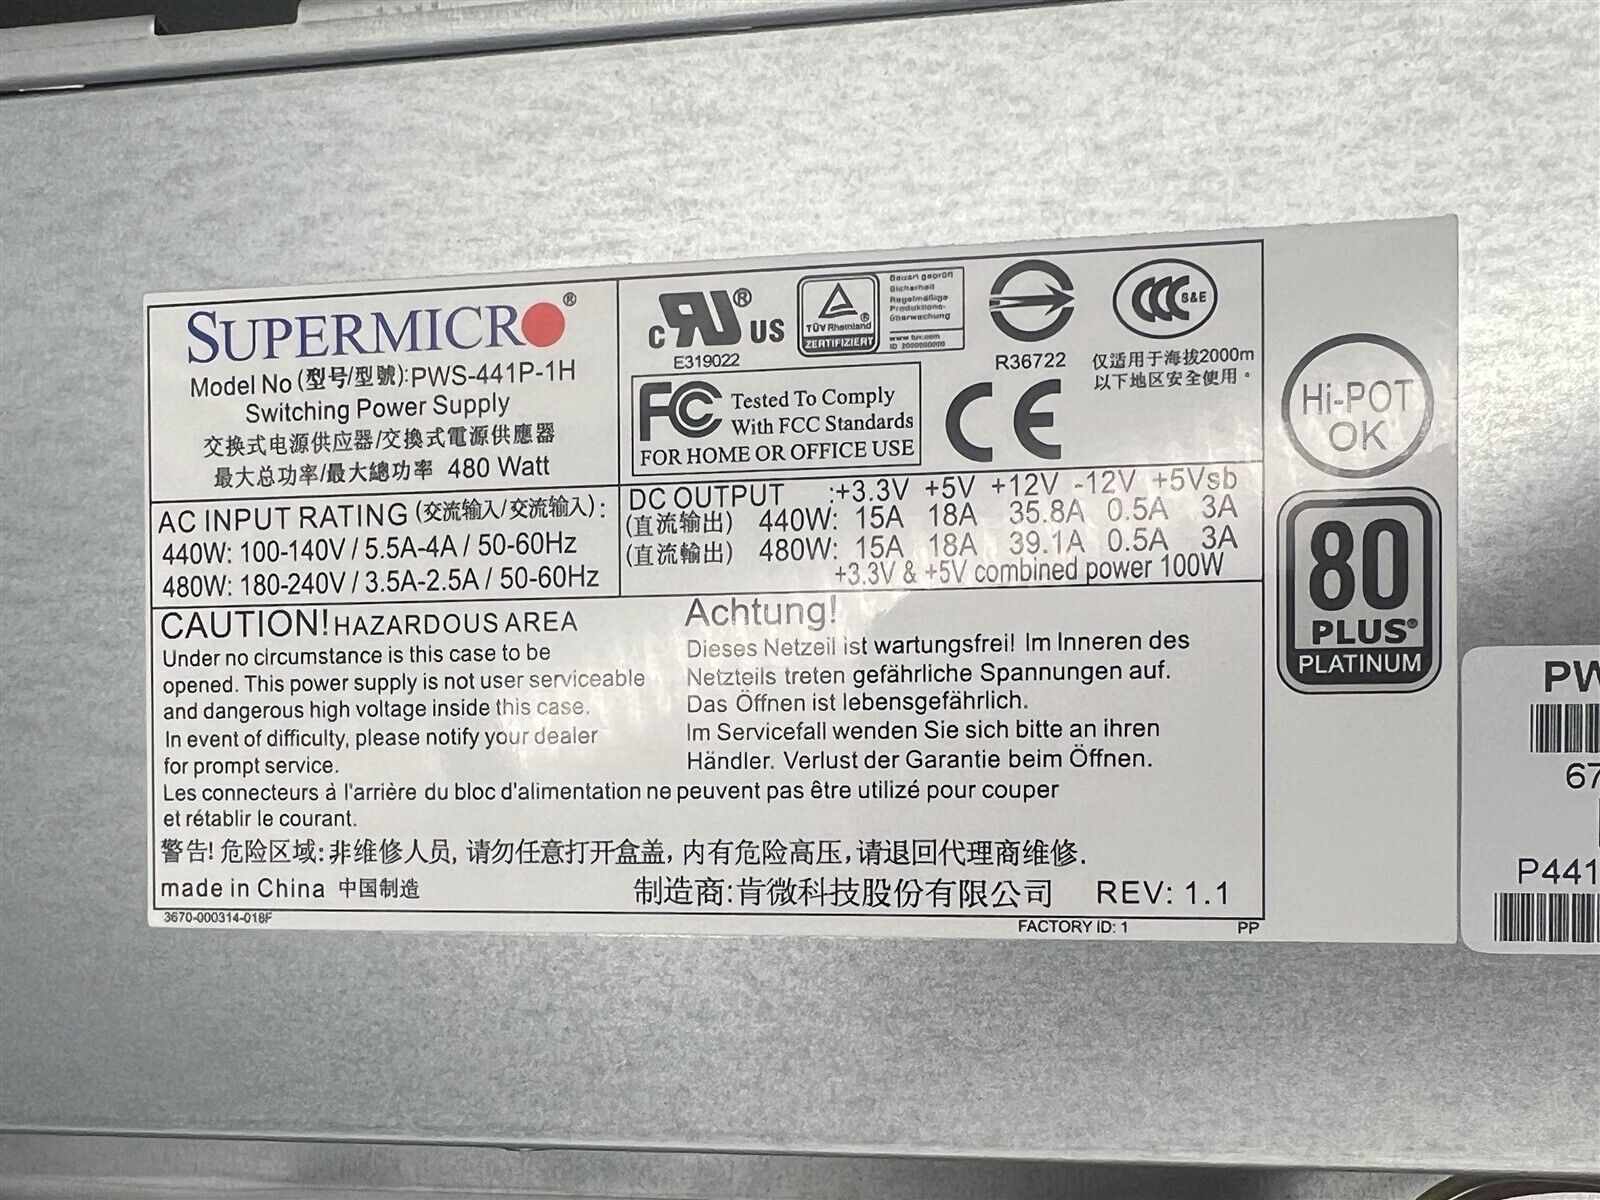 SUPERMICRO®
Model No (型号/型號):PWS-441P-1H
Switching Power Supply
交换式电源供应器/交換式電源供應器
最大总功率/最大總功率 480 Watt
c RU® US
E319022
TÜVRheinland®
ZERTIFIZIERT
Bauart geprüft
Sicherheit
Regelmäßige
Produktions-
überwachung
www.tuv.com
ID 2000000000
R36722
CCC S&E
仅适用于海拔2000m
以下地区安全使用。
FC Tested To Comply
With FCC Standards
FOR HOME OR OFFICE USE
CE
Hi-POT
OK
AC INPUT RATING (交流输入/交流輸入):
440W: 100-140V / 5.5A-4A / 50-60Hz
480W: 180-240V / 3.5A-2.5A / 50-60Hz
DC OUTPUT :+3.3V +5V +12V -12V +5Vsb
(直流输出) 440W: 15A 18A 35.8A 0.5A 3A
(直流輸出) 480W: 15A 18A 39.1A 0.5A 3A
+3.3V & +5V combined power 100W
80
PLUS®
PLATINUM
CAUTION! HAZARDOUS AREA
Under no circumstance is this case to be
opened. This power supply is not user serviceable
and dangerous high voltage inside this case.
In event of difficulty, please notify your dealer
for prompt service.
Achtung!
Dieses Netzeil ist wartungsfrei! Im Inneren des
Netzteils treten gefährliche Spannungen auf.
Das Öffnen ist lebensgefährlich.
Im Servicefall wenden Sie sich bitte an ihren
Händler. Verlust der Garantie beim Öffnen.
Les connecteurs à l'arrière du bloc d'alimentation ne peuvent pas être utilizé pour couper
et rétablir le courant.
警告! 危险区域:非维修人员, 请勿任意打开盒盖, 内有危险高压,请退回代理商维修.
made in China 中国制造
制造商:肯微科技股份有限公司 REV: 1.1
3670-000314-018F
FACTORY ID: 1 PP
PW
67
P441